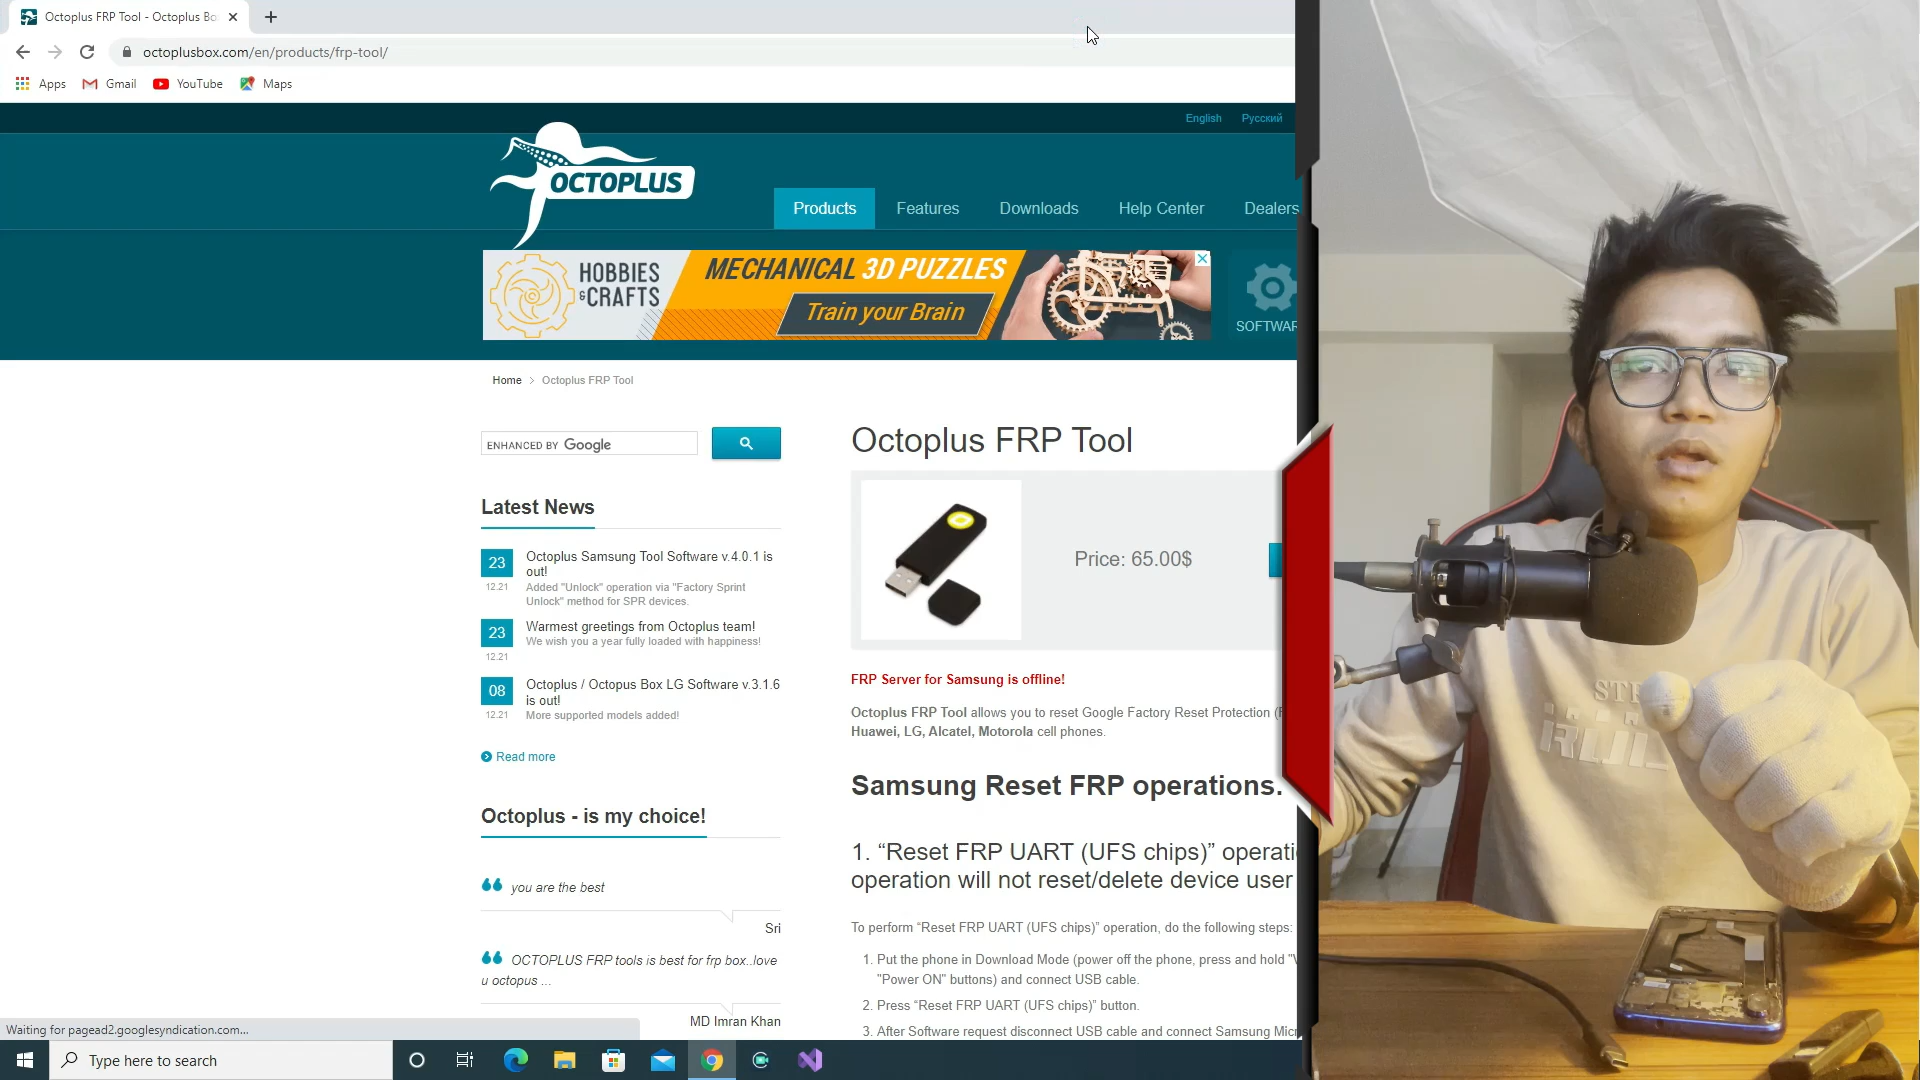 Octoplus FRP Tool - Octoplus Bo
octoplusbox.com/en/products/frp-tool/
Apps
Gmail
YouTube
Maps
English
Русский
OCTOPLUS
Products
Features
Downloads
Help Center
Dealers
HOBBIES
& CRAFTS
MECHANICAL 3D PUZZLES
Train your Brain
SOFTWAR
Home
Octoplus FRP Tool
ENHANCED BY Google
Latest News
23
12.21
Octoplus Samsung Tool Software v.4.0.1 is
out!
Added "Unlock" operation via "Factory Sprint
Unlock" method for SPR devices.
23
12.21
Warmest greetings from Octoplus team!
We wish you a year fully loaded with happiness!
08
12.21
Octoplus / Octopus Box LG Software v.3.1.6
is out!
More supported models added!
Read more
Octoplus - is my choice!
you are the best
Sri
OCTOPLUS FRP tools is best for frp box..love
u octopus ...
MD Imran Khan
Octoplus FRP Tool
Price: 65.00$
FRP Server for Samsung is offline!
Octoplus FRP Tool allows you to reset Google Factory Reset Protection (
Huawei, LG, Alcatel, Motorola cell phones.
Samsung Reset FRP operations.
1. “Reset FRP UART (UFS chips)” operati
operation will not reset/delete device user
To perform “Reset FRP UART (UFS chips)” operation, do the following steps:
1. Put the phone in Download Mode (power off the phone, press and hold "
"Power ON" buttons) and connect USB cable.
2. Press “Reset FRP UART (UFS chips)” button.
3. After Software request disconnect USB cable and connect Samsung Micr
Waiting for pagead2.googlesyndication.com...
Type here to search